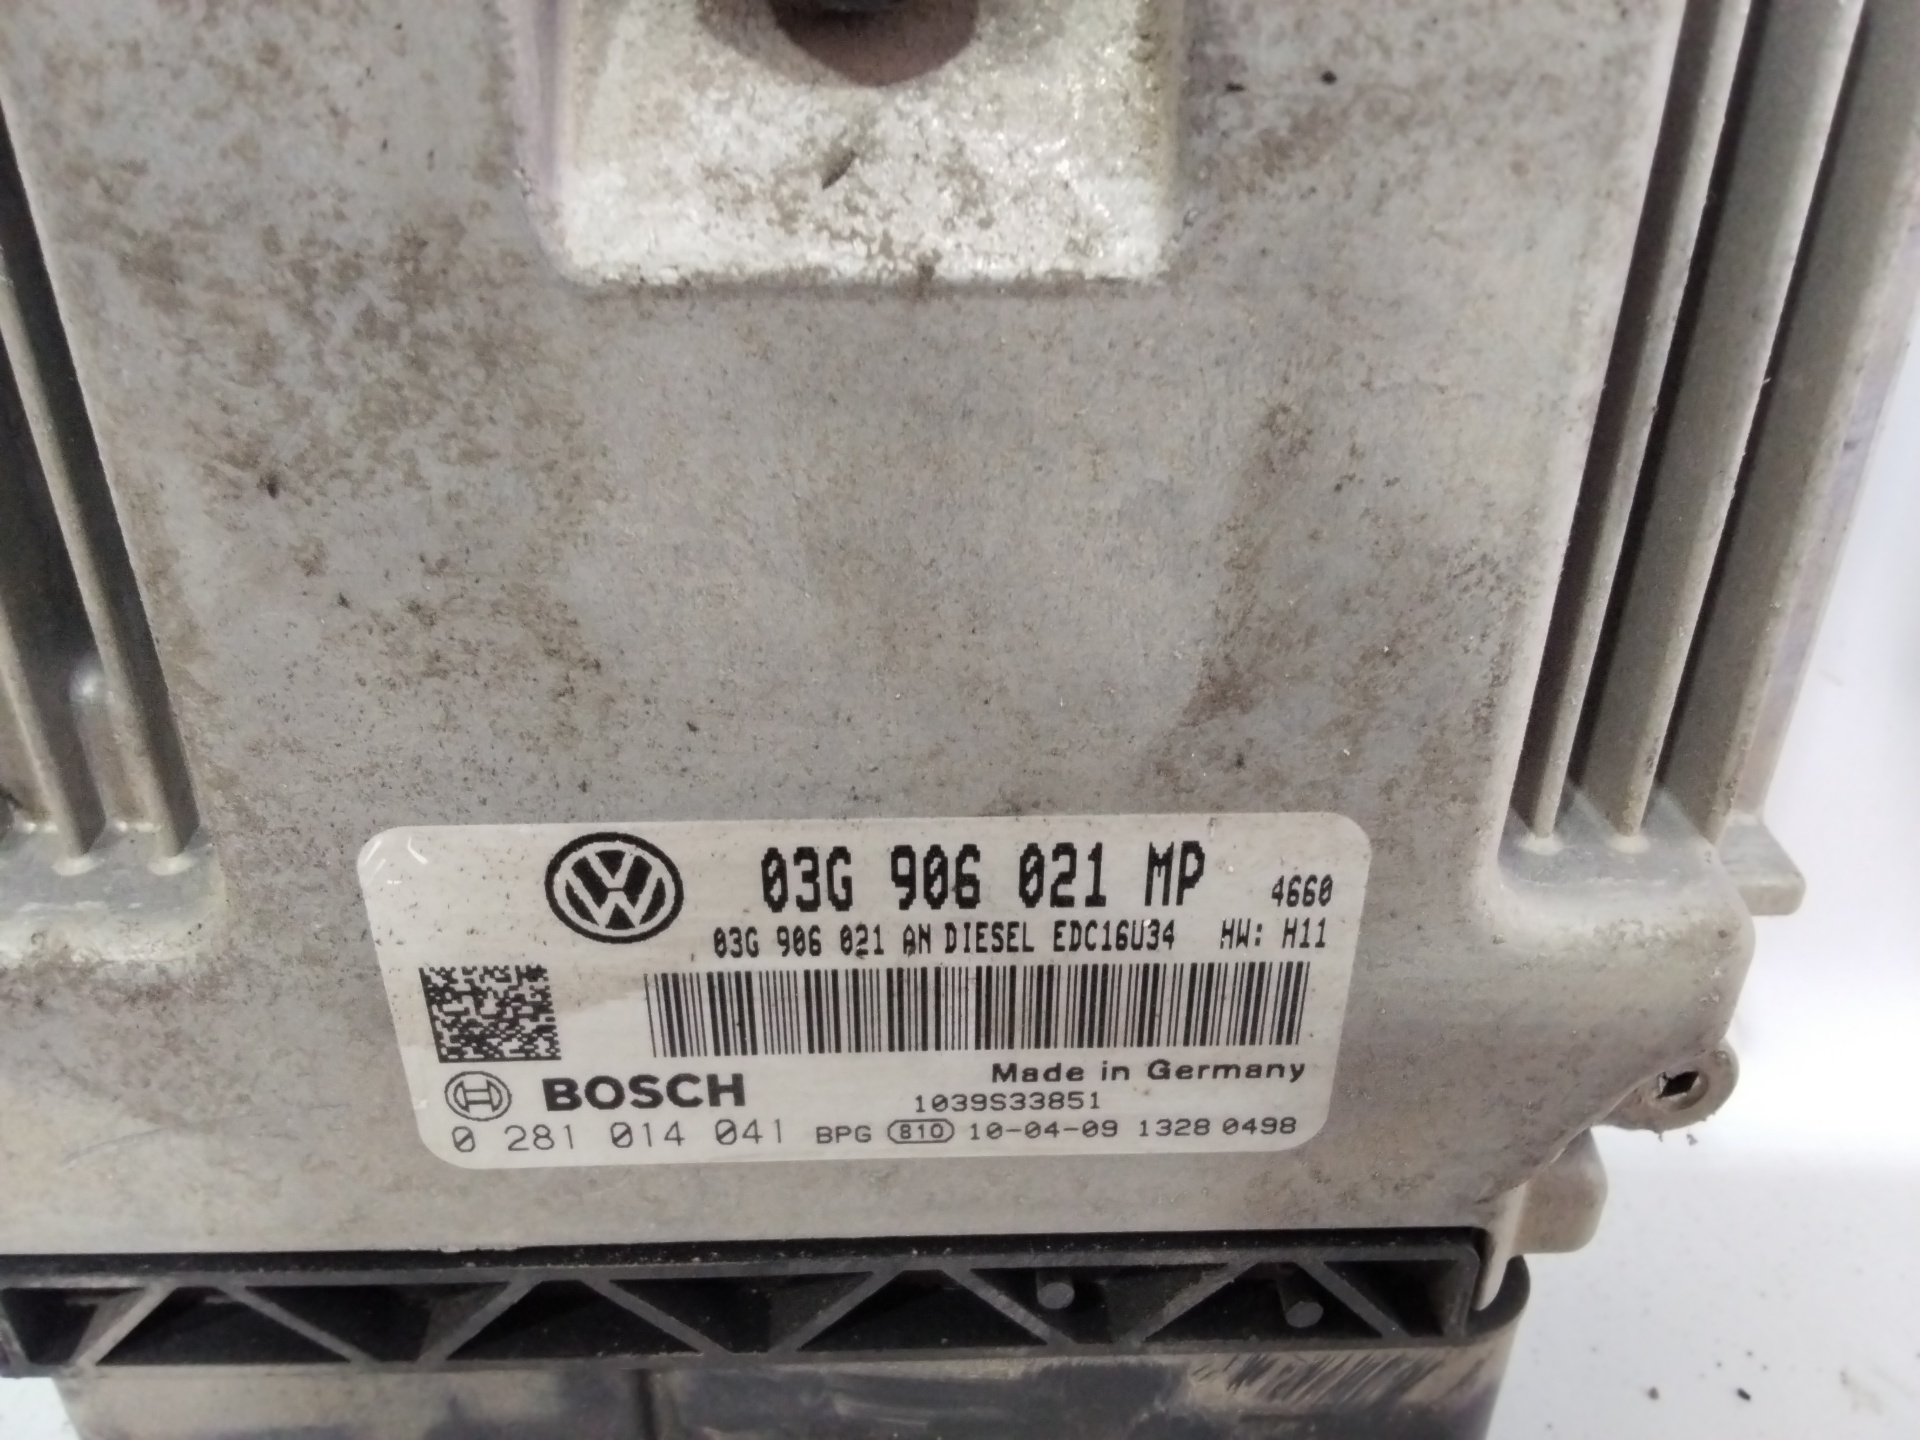 03G 906 021 MP 4660
03G 906 021 AN DIESEL EDC16U34 HW: H11
Made in Germany
BOSCH
1039S33851
0 281 014 041 BPG 810 10-04-09 1328 0498